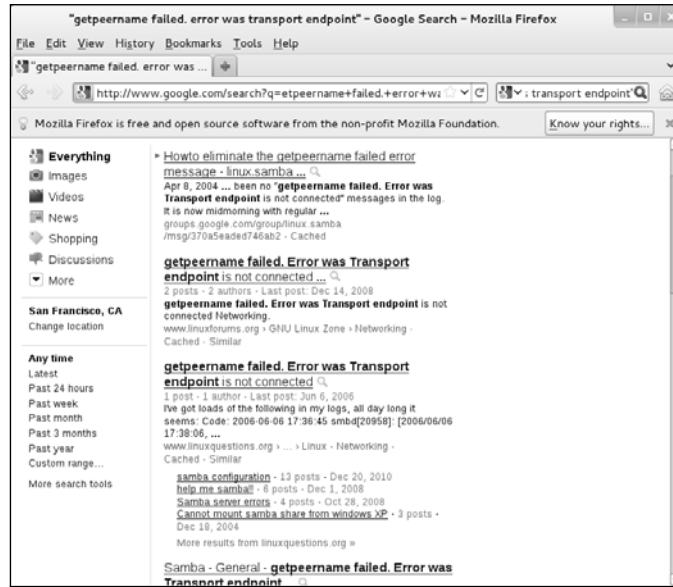 "getpeername failed. error was transport endpoint" - Google Search - Mozilla Firefox
File Edit View History Bookmarks Tools Help
"getpeername failed. error was ...
http://www.google.com/search?q=etpeername+failed.+error+wa
: transport endpoint"
Mozilla Firefox is free and open source software from the non-profit Mozilla Foundation.
Know your rights...
Everything
Images
Videos
News
Shopping
Discussions
More
San Francisco, CA
Change location
Any time
Latest
Past 24 hours
Past week
Past month
Past 3 months
Past year
Custom range...
More search tools
Howto eliminate the getpeername failed error
message - linux.samba ...
Apr 8, 2004 ... been no "getpeername failed. Error was
Transport endpoint is not connected" messages in the log.
It is now midmorning with regular ...
groups.google.com/group/linux.samba
/msg/370a5eaded746ab2 - Cached
getpeername failed. Error was Transport
endpoint is not connected ...
2 posts - 2 authors - Last post: Dec 14, 2008
getpeername failed. Error was Transport endpoint is not
connected Networking.
www.linuxforums.org › GNU Linux Zone › Networking -
Cached - Similar
getpeername failed. Error was Transport
endpoint is not connected
1 post - 1 author - Last post: Jun 6, 2006
I've got loads of the following in my logs, all day long it
seems: Code: 2006-06-06 17:36:45 smbd[20958]: [2006/06/06
17:38:06, ...
www.linuxquestions.org › ... › Linux - Networking -
Cached - Similar
samba configuration - 13 posts - Dec 20, 2010
help me samba!! - 6 posts - Dec 1, 2008
Samba server errors - 4 posts - Oct 28, 2008
Cannot mount samba share from windows XP - 3 posts -
Dec 18, 2004
More results from linuxquestions.org »
Samba - General - getpeername failed. Error was
Transport endpoint ...